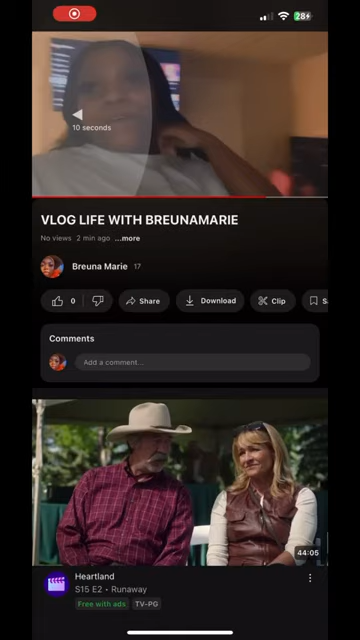 28
10 seconds
VLOG LIFE WITH BREUNAMARIE
No views 2 min ago ...more
Breuna Marie 17
0 Share Download Clip Sa
Comments
Add a comment...
44:05
Heartland
S15 E2 • Runaway
Free with ads TV-PG